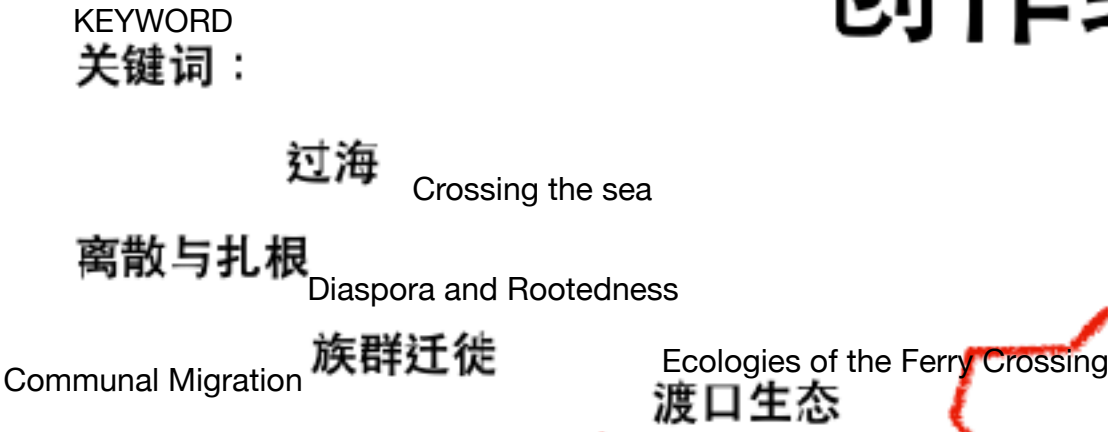 KEYWORD
关键词：
过海
Crossing the sea
离散与扎根
Diaspora and Rootedness
族群迁徙
Communal Migration
Ecologies of the Ferry Crossing
渡口生态